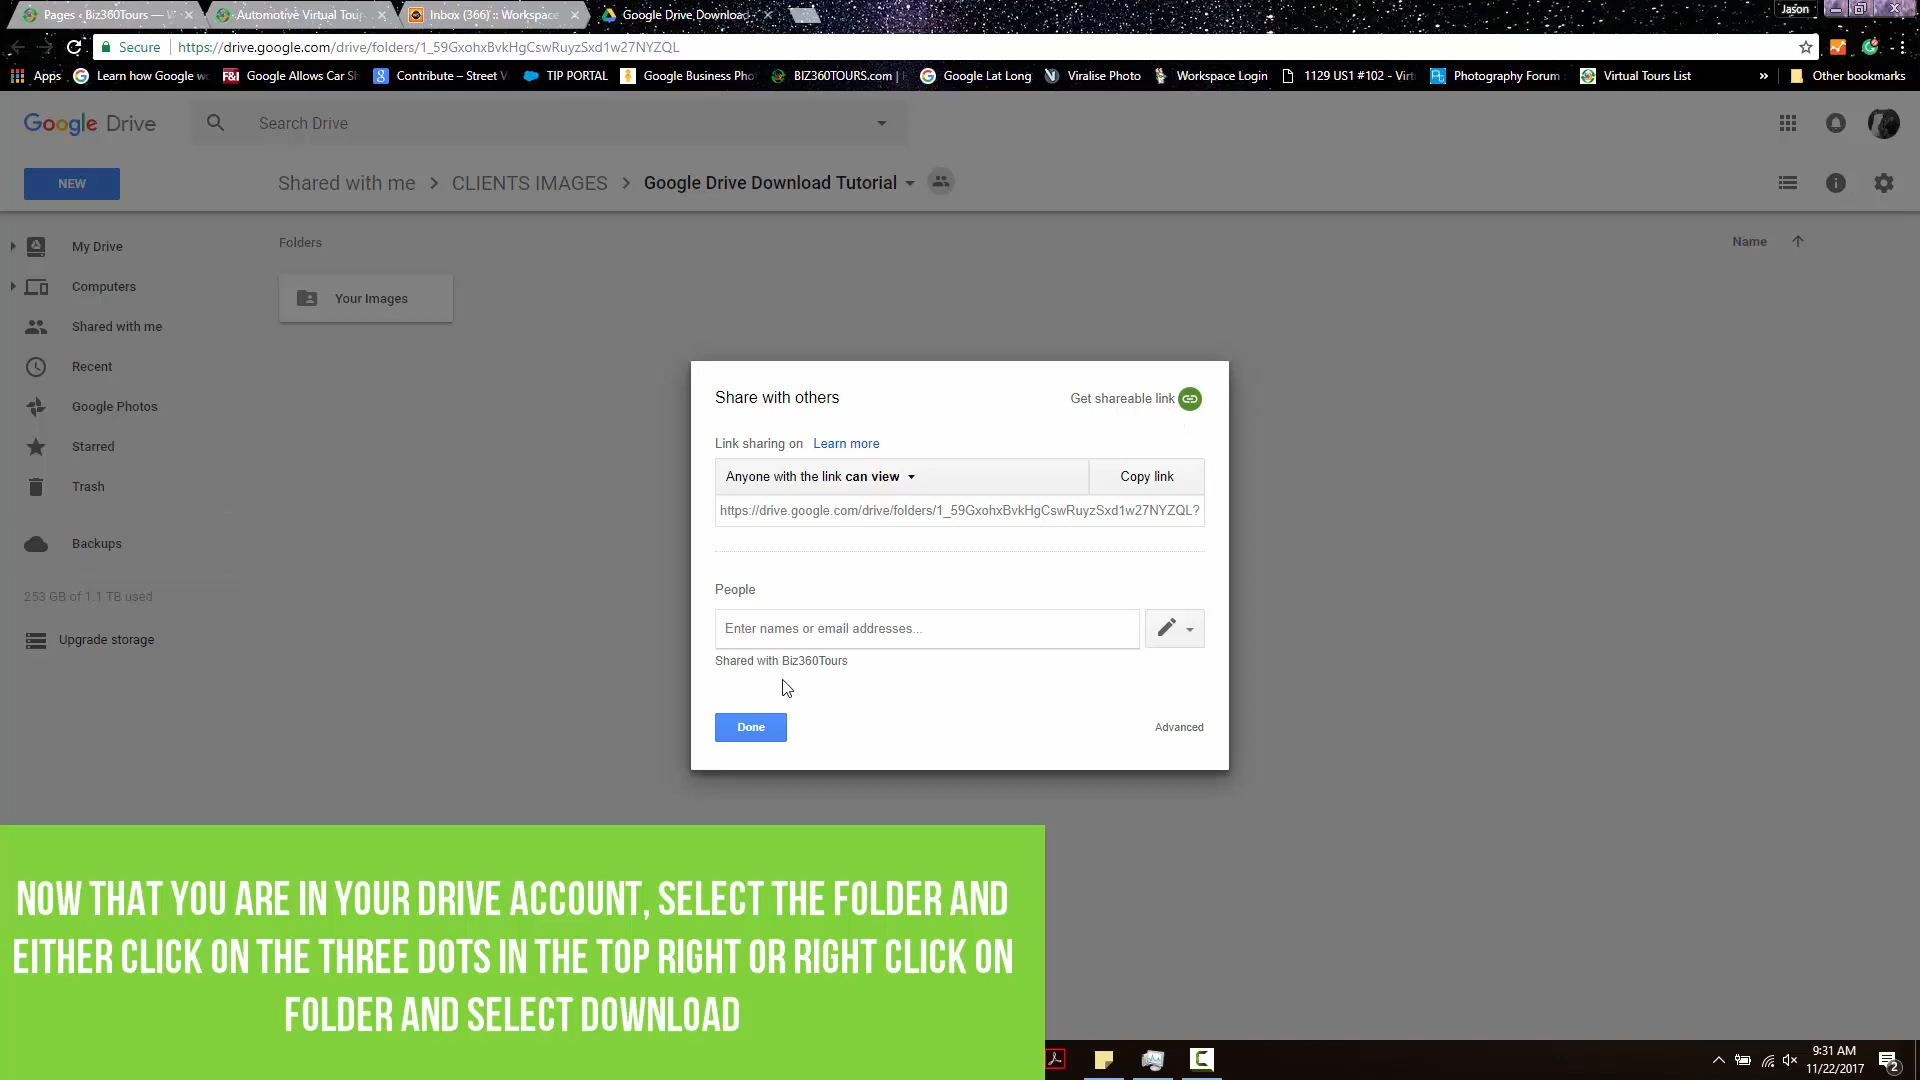 Pages ‹ Biz360Tours —
Automotive Virtual Tou
Inbox (366) :: Workspace
Google Drive Downloa
Jason
Secure
https://drive.google.com/drive/folders/1_59GxohxBvkHgCswRuyzSxd1w27NYZQL
Apps
Learn how Google w
F&I
Google Allows Car Sh
Contribute – Street V
TIP PORTAL
Google Business Pho
BIZ360TOURS.com |
Google Lat Long
Viralise Photo
Workspace Login
1129 US1 #102 - Virt
Photography Forum
Virtual Tours List
»
Other bookmarks
Google Drive
Search Drive
NEW
Shared with me > CLIENTS IMAGES > Google Drive Download Tutorial
My Drive
Computers
Shared with me
Recent
Google Photos
Starred
Trash
Backups
253 GB of 1.1 TB used
Upgrade storage
Folders
Name
Your Images
Share with others
Get shareable link
Link sharing on Learn more
Anyone with the link can view
Copy link
https://drive.google.com/drive/folders/1_59GxohxBvkHgCswRuyzSxd1w27NYZQL?
People
Enter names or email addresses...
Shared with Biz360Tours
Done
Advanced
NOW THAT YOU ARE IN YOUR DRIVE ACCOUNT, SELECT THE FOLDER AND
EITHER CLICK ON THE THREE DOTS IN THE TOP RIGHT OR RIGHT CLICK ON
FOLDER AND SELECT DOWNLOAD
9:31 AM
11/22/2017
2